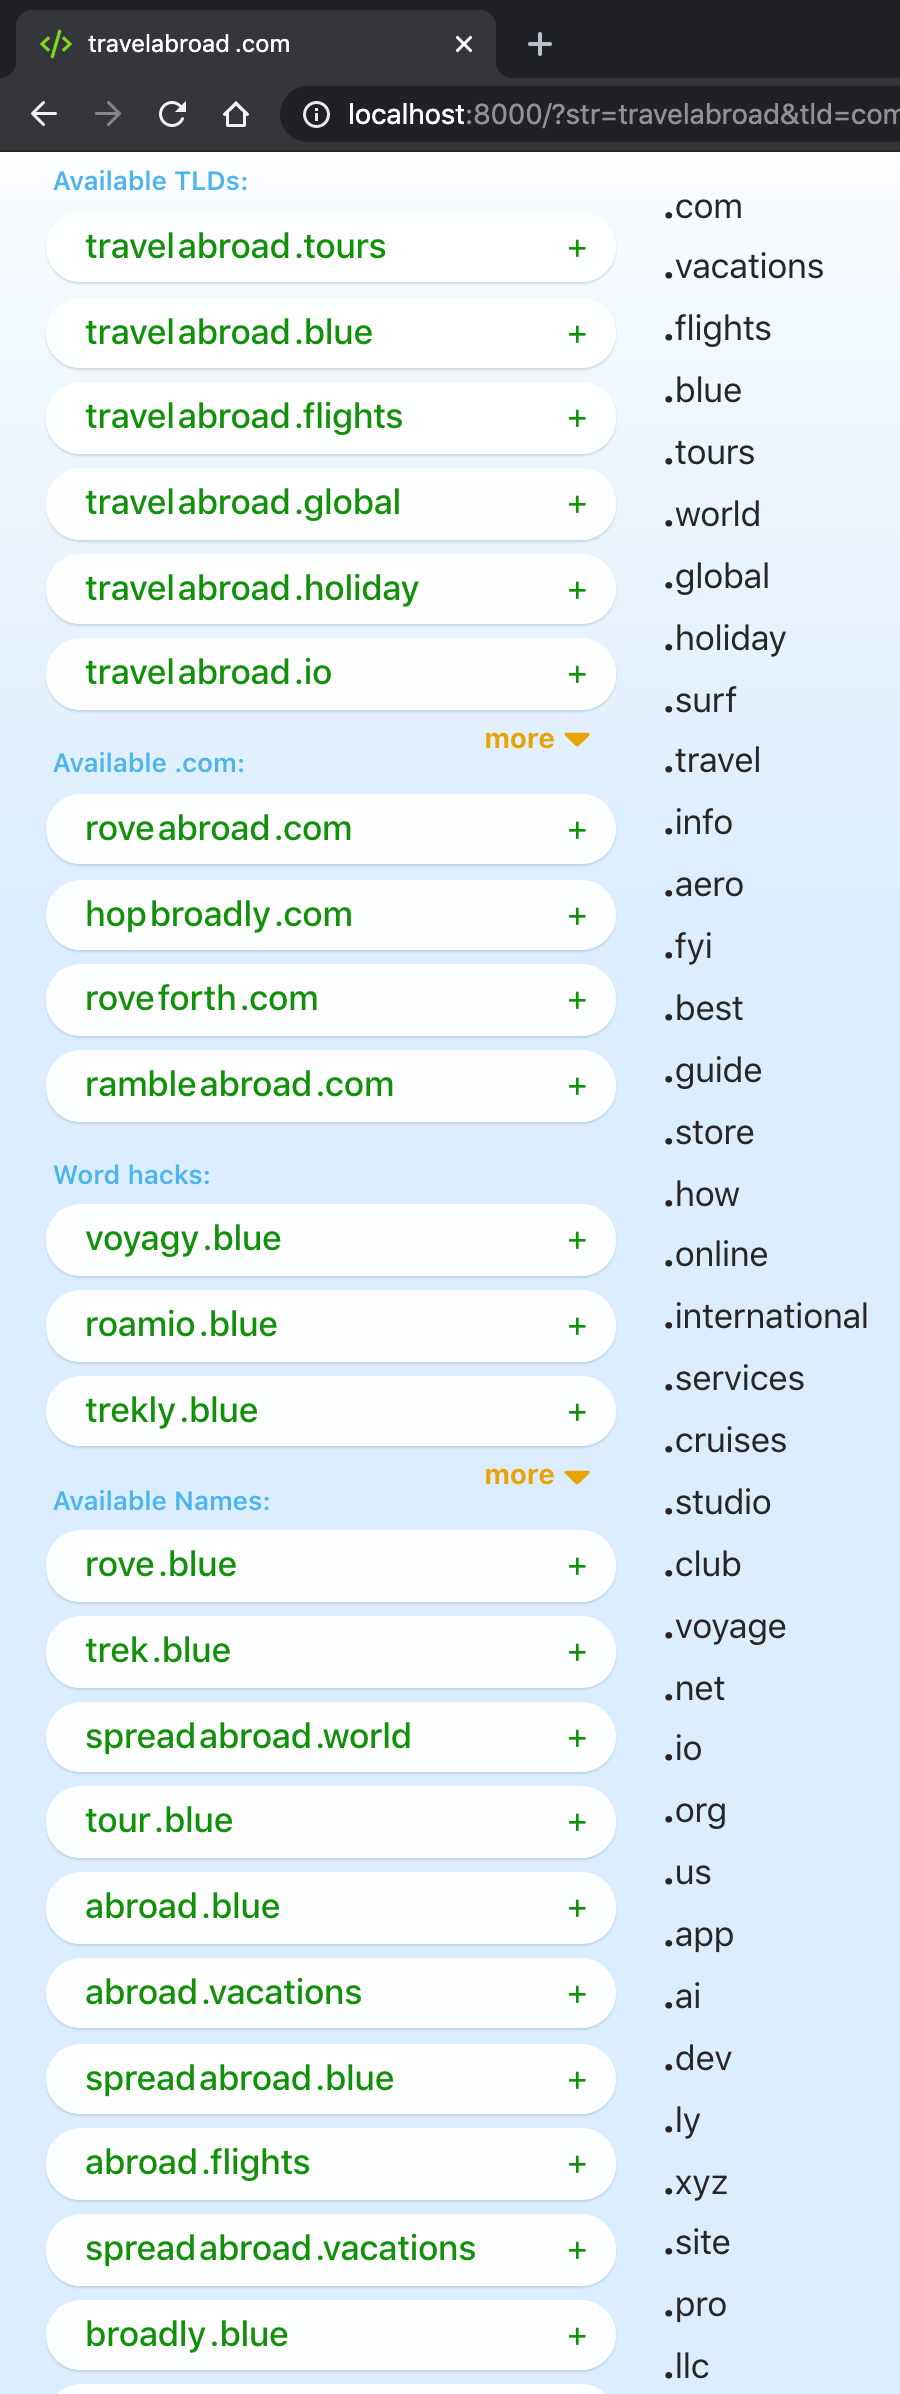 travelabroad .com
localhost:8000/?str=travelabroad&tld=com
Available TLDs:
travelabroad.tours +
travelabroad.blue +
travelabroad.flights +
travelabroad.global +
travelabroad.holiday +
travelabroad.io +
more
Available .com:
roveabroad.com +
hopbroadly.com +
roveforth.com +
rambleabroad.com +
Word hacks:
voyagy.blue +
roamio.blue +
trekly.blue +
more
Available Names:
rove.blue +
trek.blue +
spreadabroad.world +
tour.blue +
abroad.blue +
abroad.vacations +
spreadabroad.blue +
abroad.flights +
spreadabroad.vacations +
broadly.blue +
.com
.vacations
.flights
.blue
.tours
.world
.global
.holiday
.surf
.travel
.info
.aero
.fyi
.best
.guide
.store
.how
.online
.international
.services
.cruises
.studio
.club
.voyage
.net
.io
.org
.us
.app
.ai
.dev
.ly
.xyz
.site
.pro
.llc